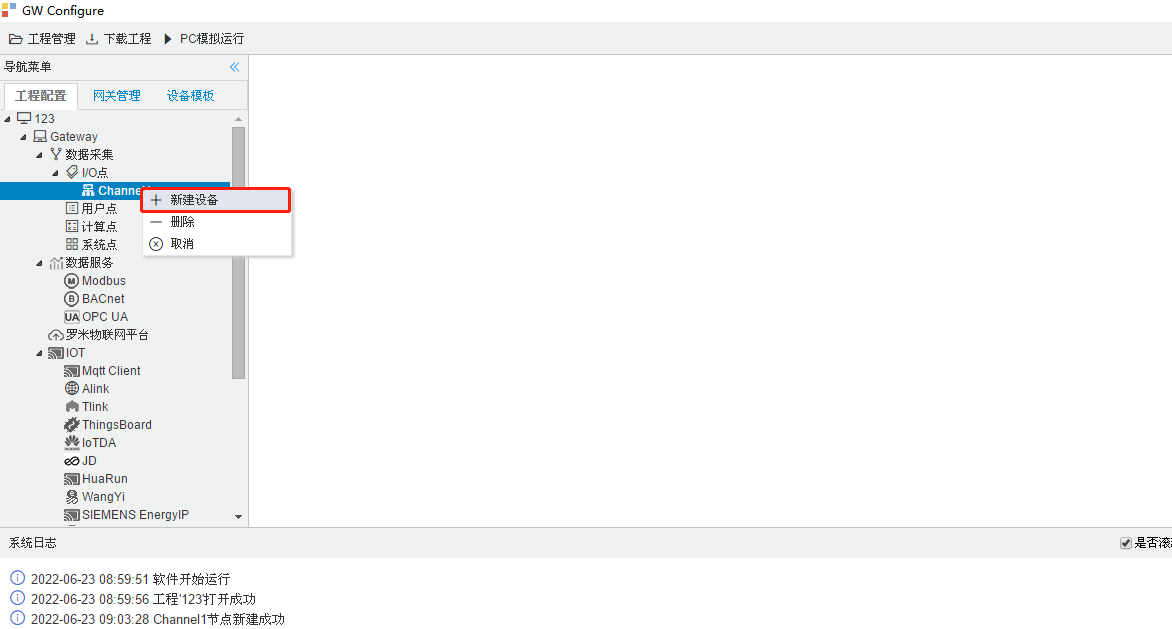 GW Configure
工程管理 下载工程 PC模拟运行
导航菜单
工程配置 网关管理 设备模板
123
Gateway
数据采集
I/O点
Channel
新建设备
删除
取消
用户点
计算点
系统点
数据服务
Modbus
BACnet
UA OPC UA
罗米物联网平台
IOT
Mqtt Client
Alink
Tlink
ThingsBoard
IoTDA
JD
HuaRun
WangYi
SIEMENS EnergyIP
系统日志
是否滚
2022-06-23 08:59:51 软件开始运行
2022-06-23 08:59:56 工程'123'打开成功
2022-06-23 09:03:28 Channel1节点新建成功